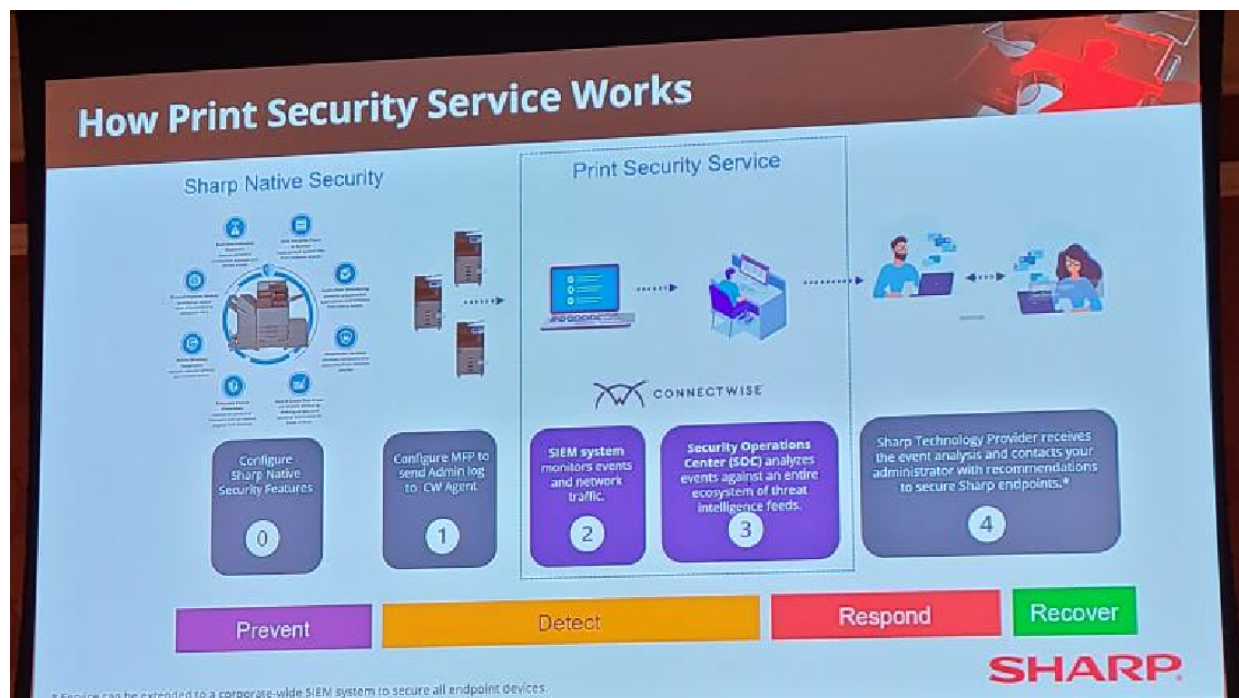 How Print Security Service Works
Sharp Native Security
Print Security Service
CONNECTWISE
Configure
Sharp Native
Security Features
0
Configure MFP to
send Admin log
to CW Agent
1
SIEM system
monitors events
and network
traffic.
2
Security Operations
Center (SOC) analyzes
events against an entire
ecosystem of threat
intelligence feeds.
3
Sharp Technology Provider receives
the event analysis and contacts your
administrator with recommendations
to secure Sharp endpoints.*
4
Prevent
Detect
Respond
Recover
SHARP
* Service can be extended to a corporate-wide SIEM system to secure all endpoint devices.